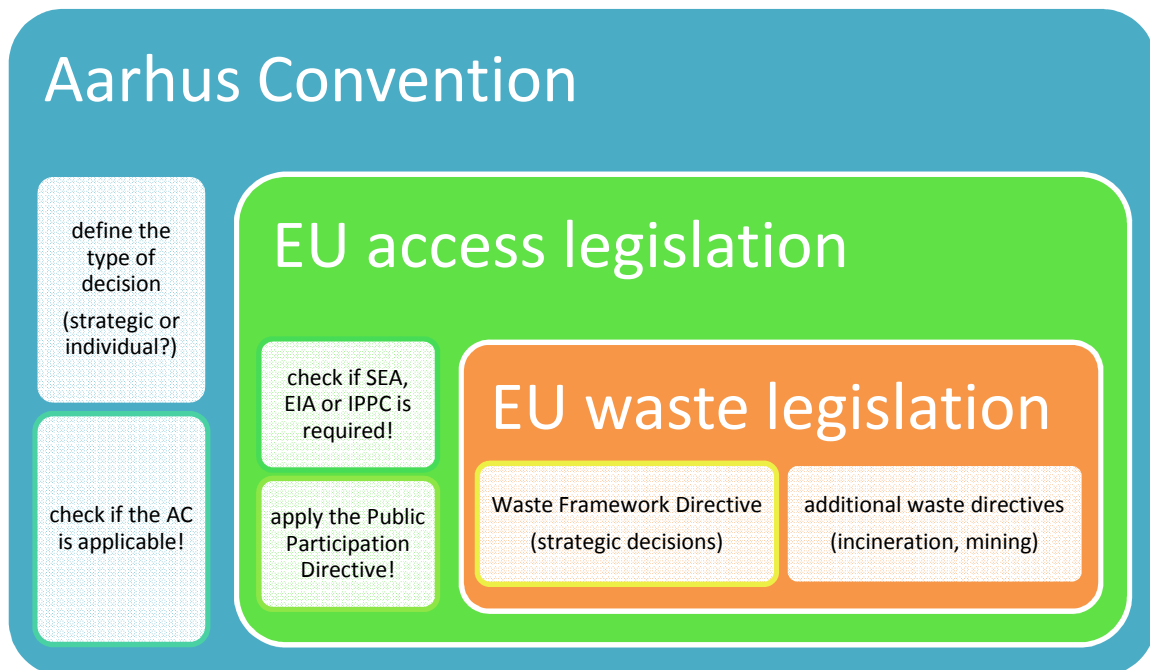 Aarhus Convention
define the
type of
decision
(strategic or
individual?)
check if the AC
is applicable!
EU access legislation
check if SEA,
EIA or IPPC is
required!
apply the Public
Participation
Directive!
EU waste legislation
Waste Framework Directive
(strategic decisions)
additional waste directives
(incineration, mining)